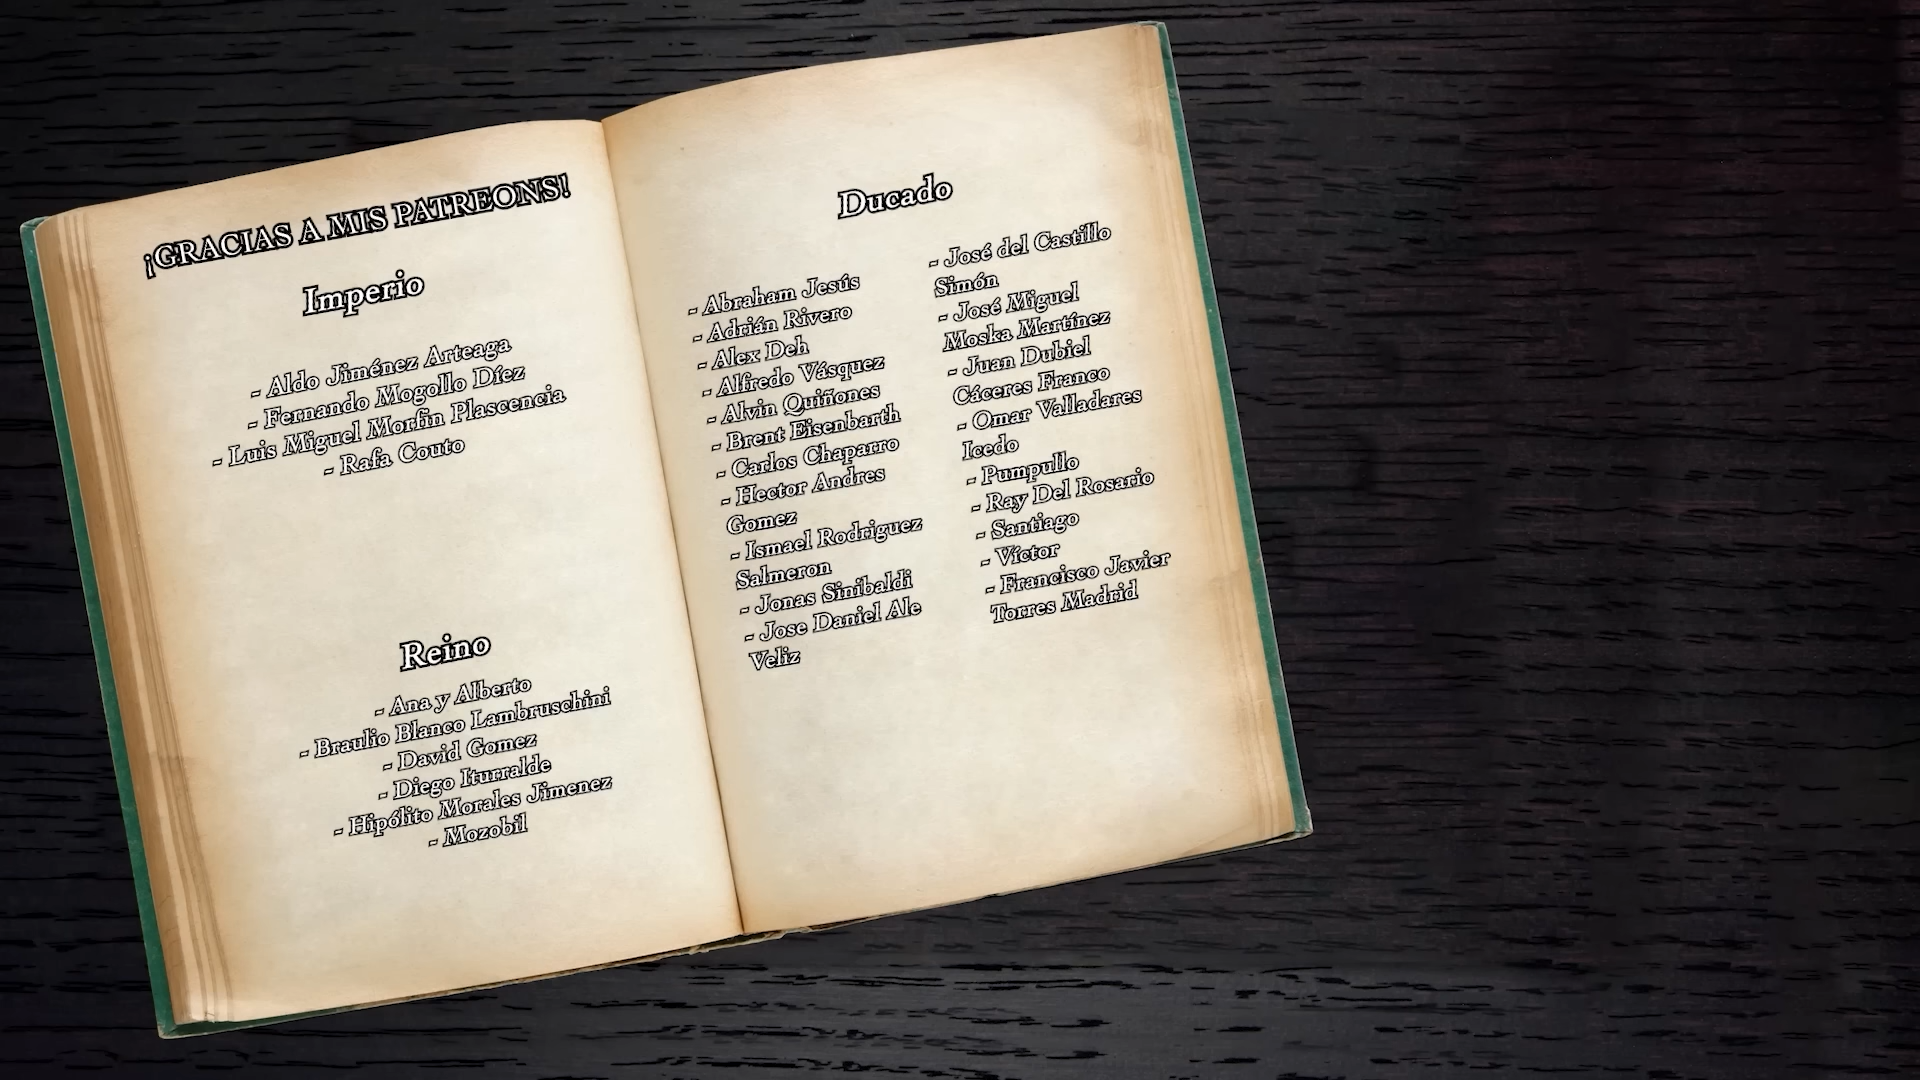 ¡GRACIAS A MIS PATREONS!
Imperio
- Aldo Jiménez Arteaga
- Fernando Mogollo Díez
- Luis Miguel Morfin Plascencia
- Rafa Couto
Reino
- Ana y Alberto
- Braulio Blanco Lambruschini
- David Gomez
- Diego Iturralde
- Hipólito Morales Jimenez
- Mozobil
Ducado
- Abraham Jesús
- Adrián Rivero
- Alex Deh
- Alfredo Vásquez
- Alvin Quiñones
- Brent Eisenbarth
- Carlos Chaparro
- Hector Andres
Gomez
- Ismael Rodriguez
Salmeron
- Jonas Sinibaldi
- Jose Daniel Ale
Veliz
- José del Castillo
Simón
- José Miguel
Moska Martínez
- Juan Dubiel
Cáceres Franco
- Omar Valladares
Icedo
- Pumpullo
- Ray Del Rosario
- Santiago
- Víctor
- Francisco Javier
Torres Madrid